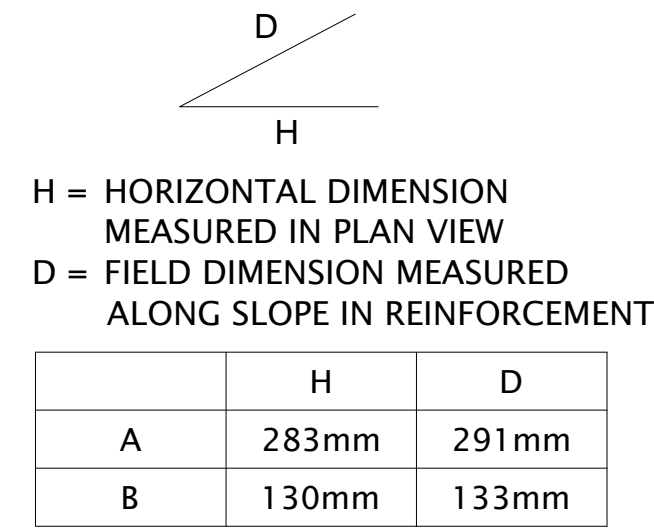 D
H
H = HORIZONTAL DIMENSION
MEASURED IN PLAN VIEW
D = FIELD DIMENSION MEASURED
ALONG SLOPE IN REINFORCEMENT
H D
A 283mm 291mm
B 130mm 133mm